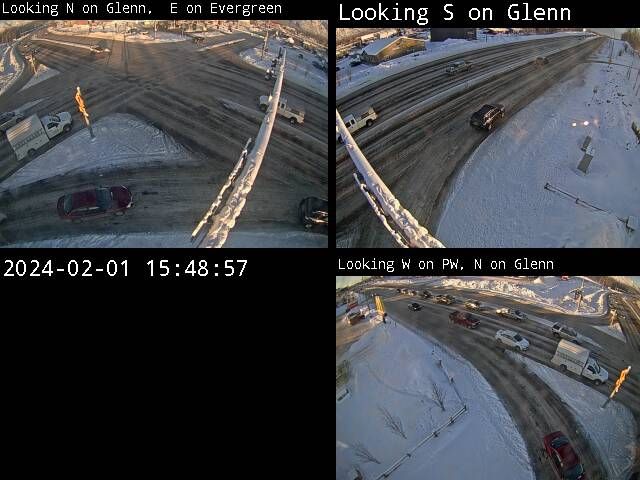 Looking N on Glenn, E on Evergreen
Looking S on Glenn
2024-02-01 15:48:57
Looking W on PW, N on Glenn